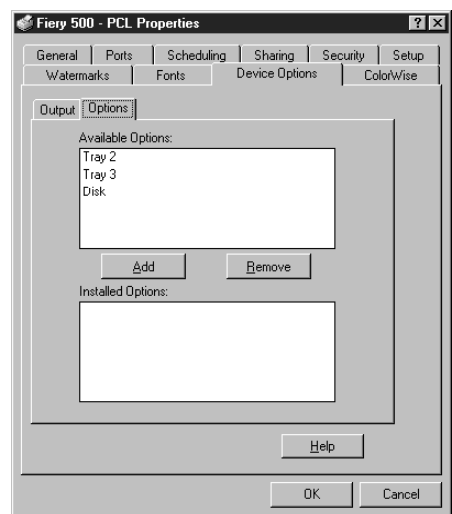 Fiery 500 - PCL Properties
General Ports Scheduling Sharing Security Setup
Watermarks Fonts Device Options ColorWise
Output Options
Available Options:
Tray 2
Tray 3
Disk
Add Remove
Installed Options:
Help
OK Cancel